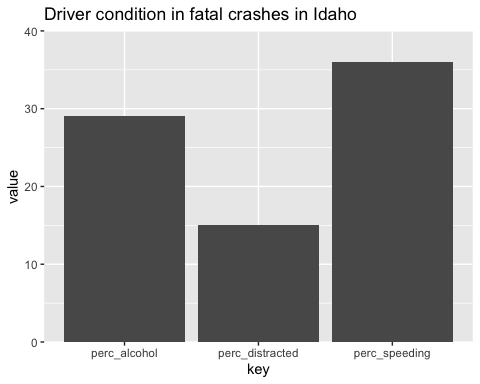 Driver condition in fatal crashes in Idaho
40
30
20
10
0
value
perc_alcohol perc_distracted perc_speeding
key